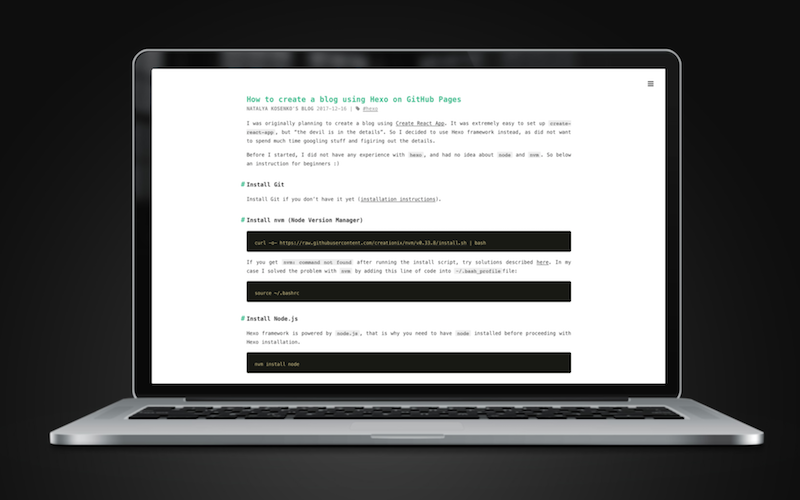 How to create a blog using Hexo on GitHub Pages
NATALYA KOSENKO'S BLOG 2017-12-16 | #hexo
I was originally planning to create a blog using Create React App. It was extremely easy to set up create-
react-app, but "the devil is in the details". So I decided to use Hexo framework instead, as did not want
to spend much time googling stuff and figiring out the details.
Before I started, I did not have any experience with hexo, and had no idea about node and nvm. So below
an instruction for beginners :)
# Install Git
Install Git if you don't have it yet (installation instructions).
# Install nvm (Node Version Manager)
curl -o- https://raw.githubusercontent.com/creationix/nvm/v0.33.8/install.sh | bash
If you get nvm: command not found after running the install script, try solutions described here. In my
case I solved the problem with nvm by adding this line of code into ~/.bash_profile file:
source ~/.bashrc
# Install Node.js
Hexo framework is powered by node.js, that is why you need to have node installed before proceeding with
Hexo installation.
nvm install node